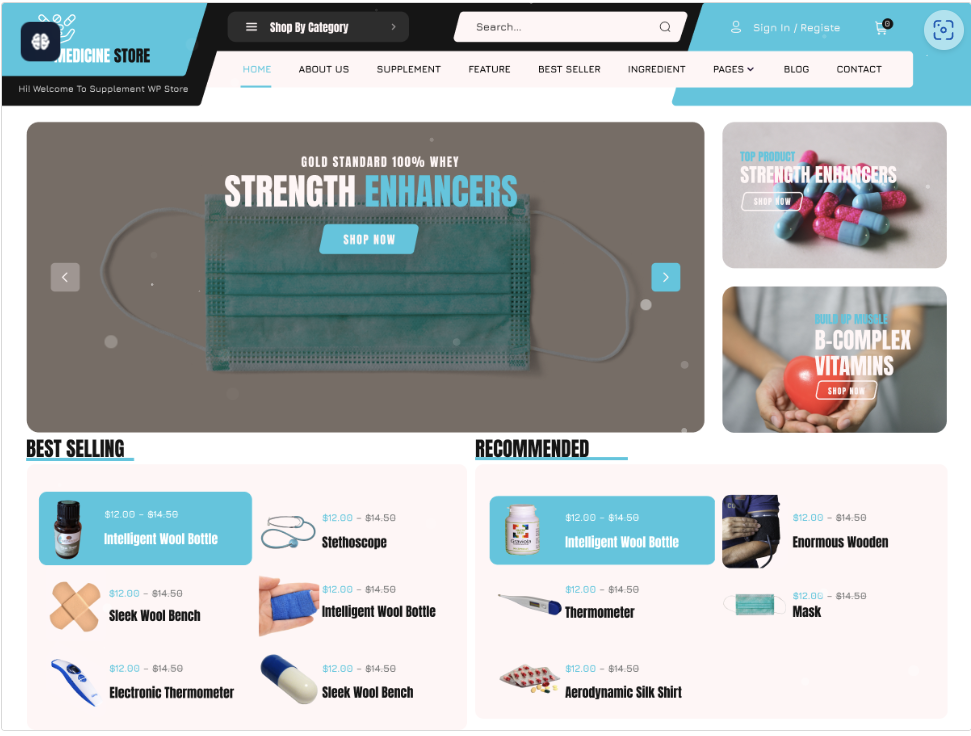 MEDICINE STORE
Hi! Welcome To Supplement WP Store
Shop By Category
Search...
Sign In / Registe
0
HOME
ABOUT US
SUPPLEMENT
FEATURE
BEST SELLER
INGREDIENT
PAGES
BLOG
CONTACT
GOLD STANDARD 100% WHEY
STRENGTH ENHANCERS
SHOP NOW
TOP PRODUCT
STRENGTH ENHANCERS
SHOP NOW
BUILD UP MUSCLE
B-COMPLEX
VITAMINS
SHOP NOW
BEST SELLING
$12.00 – $14.50
Intelligent Wool Bottle
$12.00 – $14.50
Stethoscope
$12.00 – $14.50
Sleek Wool Bench
$12.00 – $14.50
Intelligent Wool Bottle
$12.00 – $14.50
Electronic Thermometer
$12.00 – $14.50
Sleek Wool Bench
RECOMMENDED
$12.00 – $14.50
Intelligent Wool Bottle
$12.00 – $14.50
Enormous Wooden
$12.00 – $14.50
Thermometer
$12.00 – $14.50
Mask
$12.00 – $14.50
Aerodynamic Silk Shirt